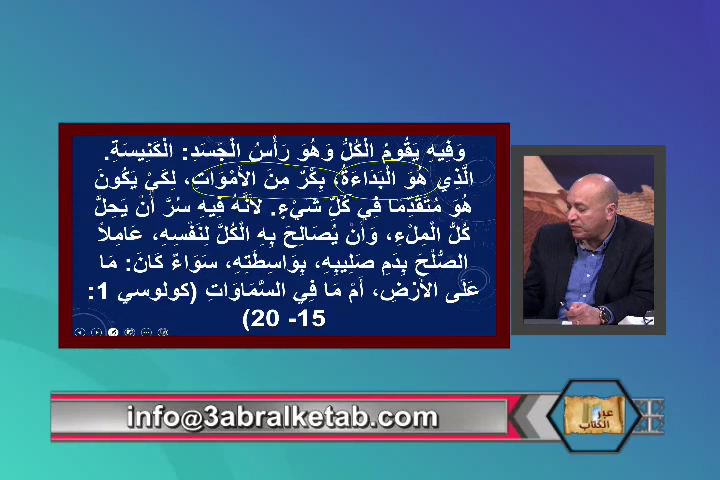 وَفِيهِ يَقُومُ الْكُلُّ وَهُوَ رَأْسُ الْجَسَدِ: الْكَنِيسَةِ.
الَّذِي هُوَ الْبَدَاءَةُ، بِكْرٌ مِنَ الأَمْوَاتِ، لِكَيْ يَكُونَ
هُوَ مُتَقَدِّمًا فِي كُلِّ شَيْءٍ. لأَنَّهُ فِيهِ سُرَّ أَنْ يَحِلَّ
كُلُّ الْمِلْءِ، وَأَنْ يُصَالِحَ بِهِ الْكُلَّ لِنَفْسِهِ، عَامِلاً
الصُّلْحَ بِدَمِ صَلِيبِهِ، بِوَاسِطَتِهِ، سَوَاءٌ كَانَ: مَا
عَلَى الأَرْضِ، أَمْ مَا فِي السَّمَاوَاتِ (كولوسي 1:
15- 20)
info@3abralketab.com
عبر
الكتاب